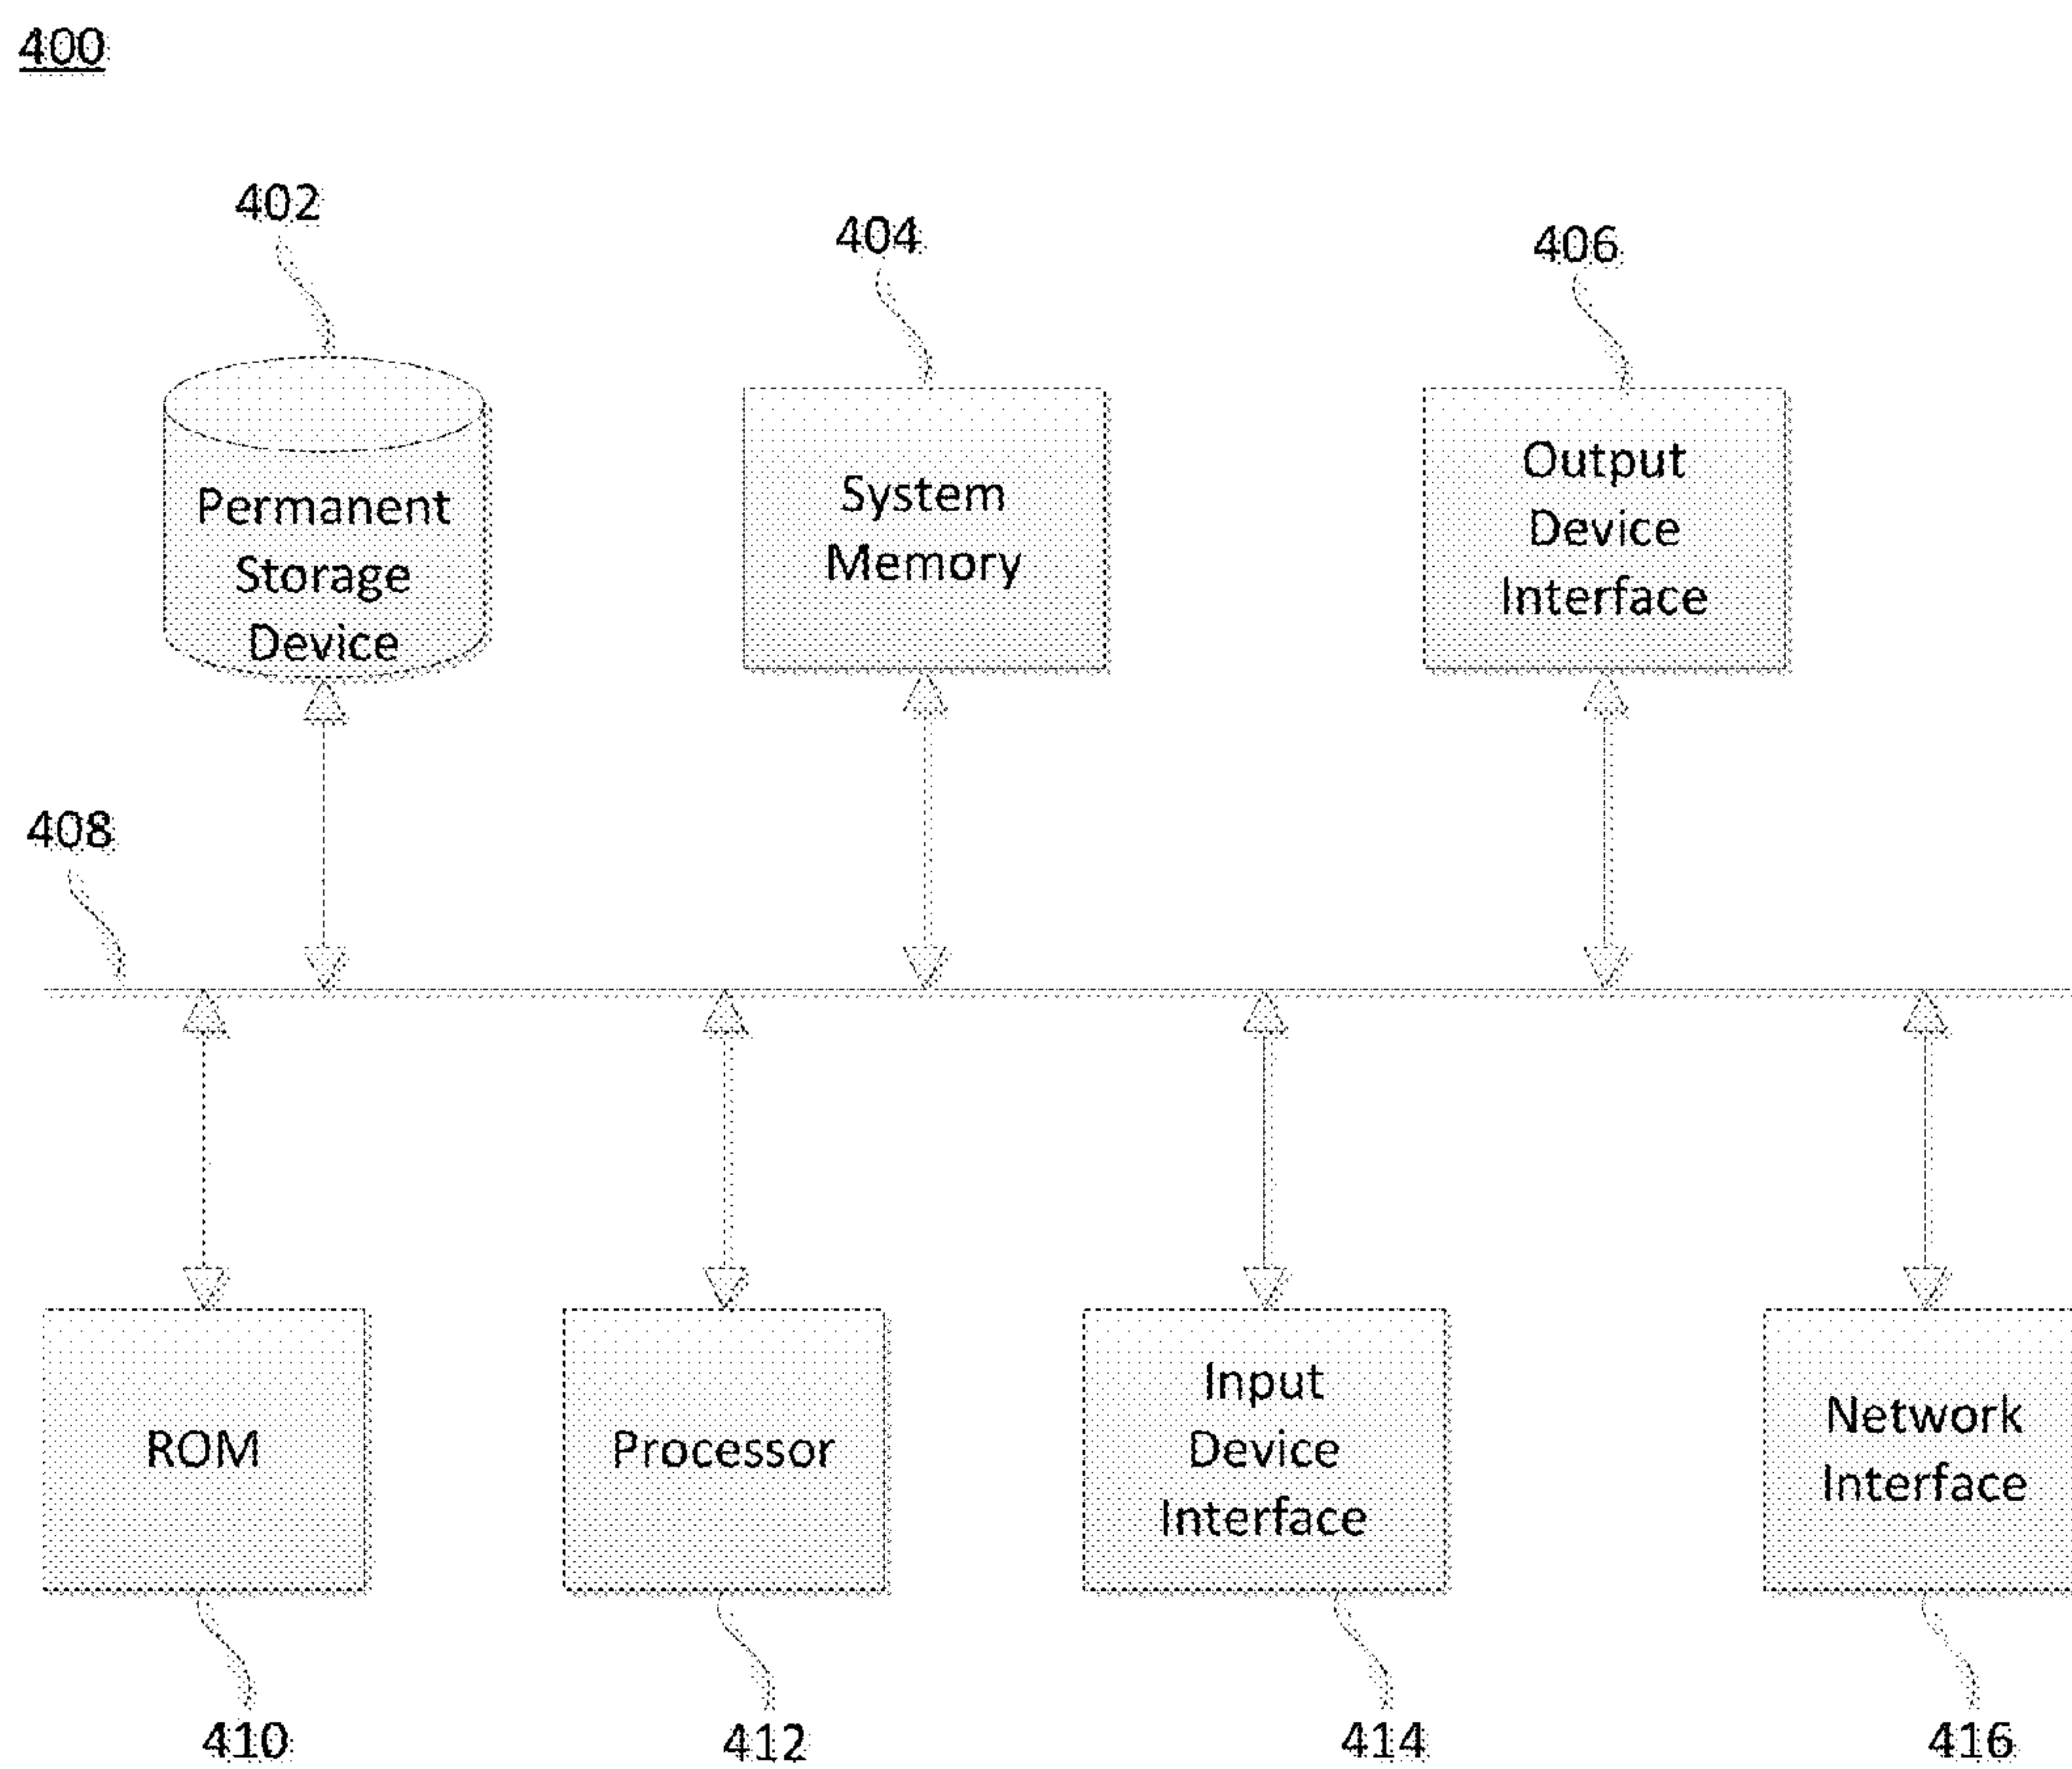 400
402
404
406
Permanent
Storage
Device
System
Memory
Output
Device
Interface
408
ROM
Processor
Input
Device
Interface
Network
Interface
410
412
414
416